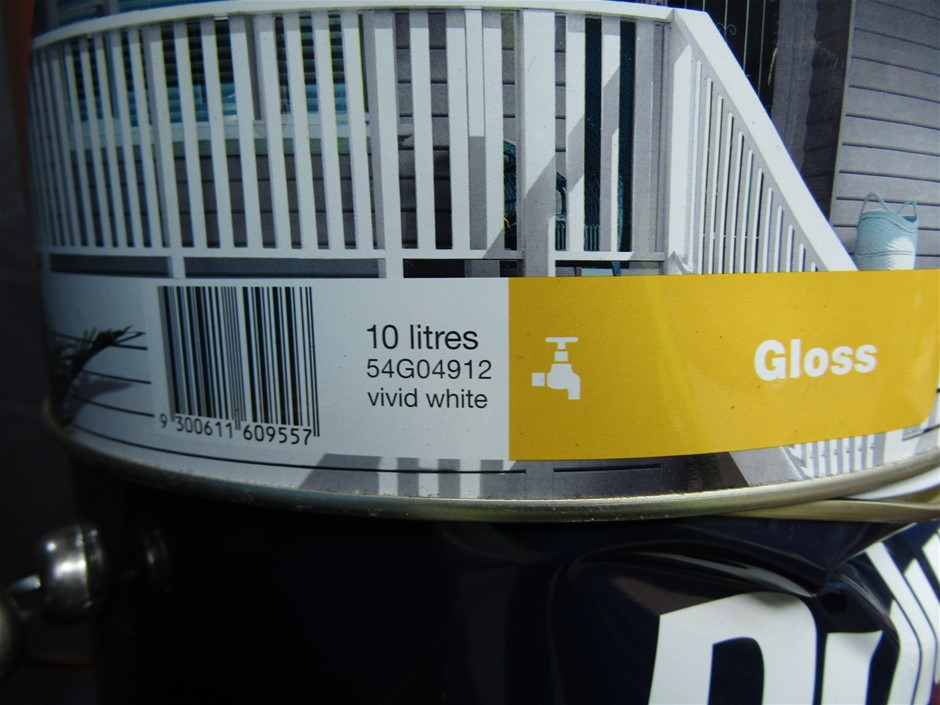 10 litres
54G04912
vivid white
9 300611 609557
Gloss